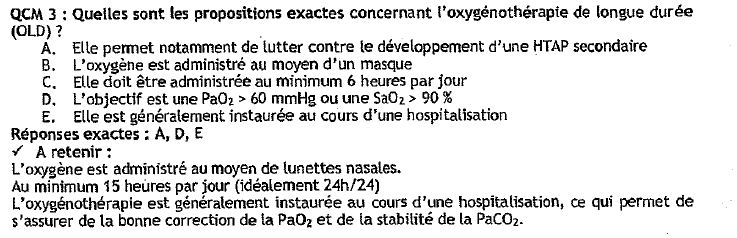 QCM 3 : Quelles sont les propositions exactes concernant l'oxygénothérapie de longue durée
(OLD) ?
A. Elle permet notamment de lutter contre le développement d'une HTAP secondaire
B. L'oxygène est administré au moyen d'un masque
C. Elle doit être administrée au minimum 6 heures par jour
D. L'objectif est une PaO₂ > 60 mmHg ou une SaO₂ > 90 %
E. Elle est généralement instaurée au cours d'une hospitalisation
Réponses exactes : A, D, E
✓ A retenir :
L'oxygène est administré au moyen de lunettes nasales.
Au minimum 15 heures par jour (idéalement 24h/24)
L'oxygénothérapie est généralement instaurée au cours d'une hospitalisation, ce qui permet de
s'assurer de la bonne correction de la PaO₂ et de la stabilité de la PaCO₂.